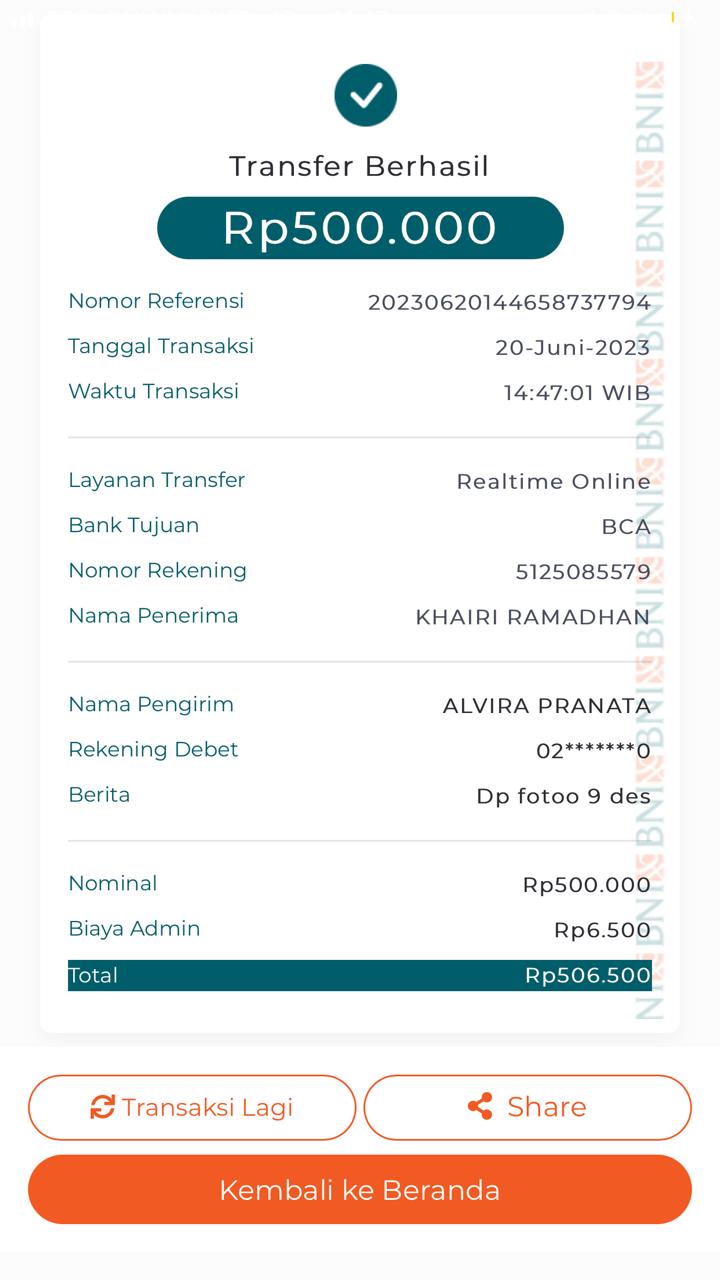 Transfer Berhasil
Rp500.000
Nomor Referensi 20230620144658737794
Tanggal Transaksi 20-Juni-2023
Waktu Transaksi 14:47:01 WIB
Layanan Transfer Realtime Online
Bank Tujuan BCA
Nomor Rekening 5125085579
Nama Penerima KHAIRI RAMADHAN
Nama Pengirim ALVIRA PRANATA
Rekening Debet 02*******0
Berita Dp fotoo 9 des
Nominal Rp500.000
Biaya Admin Rp6.500
Total Rp506.500
BNI BNI BNI BNI BNI BNI BNI BNI BNI NI
Transaksi Lagi
Share
Kembali ke Beranda